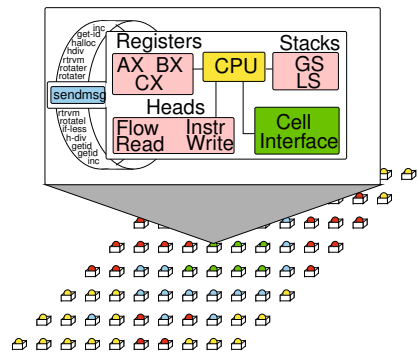 inc
get-id
halloc
hdiv
rtrvm
rotater
rotater
sendmsg
rtrvm
rotatel
if-less
h-div
getid
getid
inc
Registers
AX BX
CX
CPU
Stacks
GS
LS
Heads
Flow Instr
Read Write
Cell
Interface